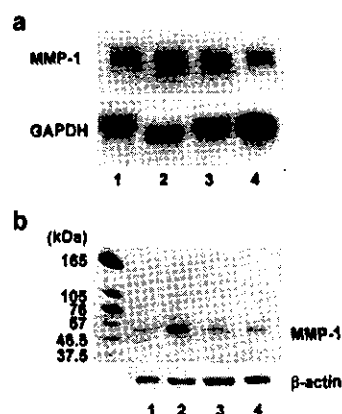 a
MMP-1
GAPDH
1 2 3 4
b
(kDa)
165
105
76
57
46.5
37.5
MMP-1
β-actin
1 2 3 4